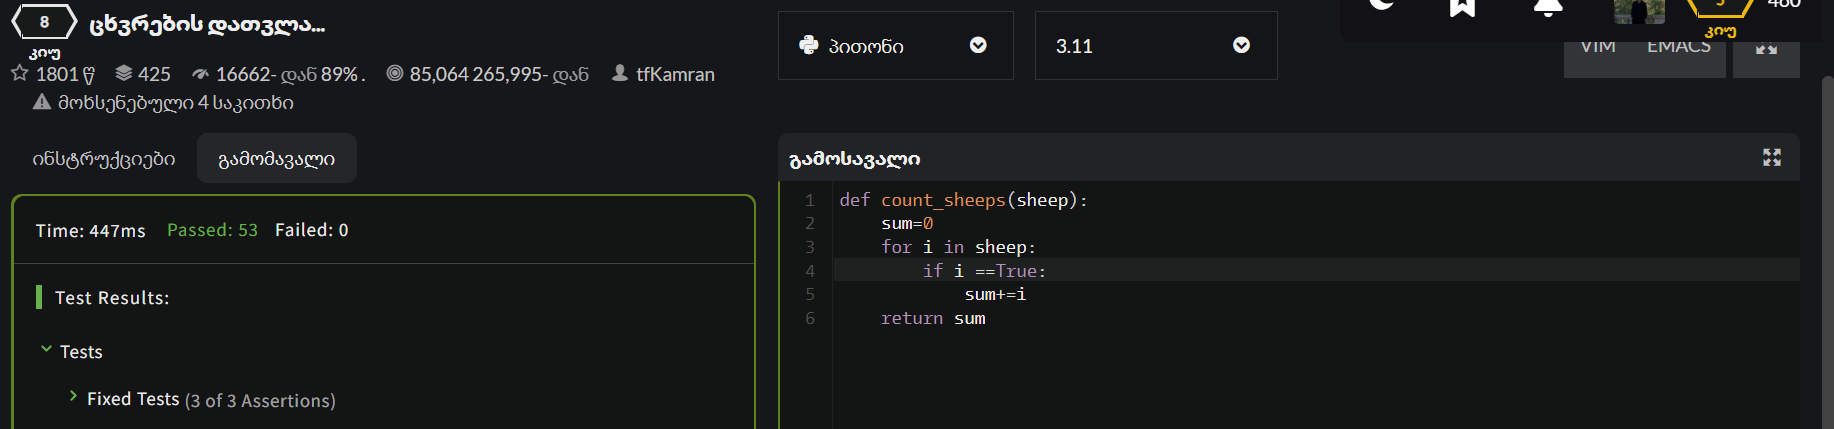 8 ცხვრების დათვლა...
კიუ
1801 წ 425 16662- დან 89% . 85,064 265,995- დან tfKamran
მოხსენებული 4 საკითხი
პითონი
3.11
კიუ
VIM EMACS
ინსტრუქციები გამომავალი
Time: 447ms Passed: 53 Failed: 0
Test Results:
Tests
Fixed Tests (3 of 3 Assertions)
გამოსავალი
1 def count_sheeps(sheep):
2 sum=0
3 for i in sheep:
4 if i ==True:
5 sum+=i
6 return sum